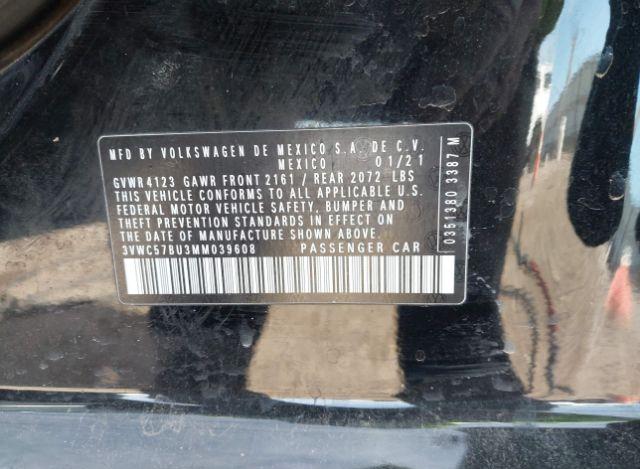 MFD BY VOLKSWAGEN DE MEXICO S.A. DE C.V.
MEXICO 01/21
GVWR 4123 GAWR FRONT 2161 / REAR 2072 LBS
THIS VEHICLE CONFORMS TO ALL APPLICABLE U.S.
FEDERAL MOTOR VEHICLE SAFETY, BUMPER AND
THEFT PREVENTION STANDARDS IN EFFECT ON
THE DATE OF MANUFACTURE SHOWN ABOVE.
3VWC57BU3MM039608 PASSENGER CAR
0351380 3387 M